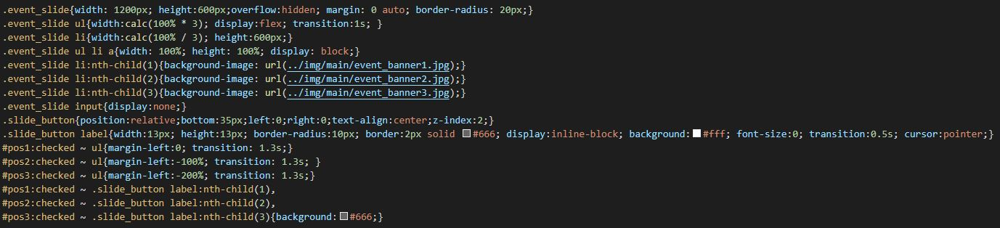 .event_slide{width: 1200px; height:600px;overflow:hidden; margin: 0 auto; border-radius: 20px;}
.event_slide ul{width:calc(100% * 3); display:flex; transition:1s; }
.event_slide li{width:calc(100% / 3); height:600px;}
.event_slide ul li a{width: 100%; height: 100%; display: block;}
.event_slide li:nth-child(1){background-image: url(../img/main/event_banner1.jpg);}
.event_slide li:nth-child(2){background-image: url(../img/main/event_banner2.jpg);}
.event_slide li:nth-child(3){background-image: url(../img/main/event_banner3.jpg);}
.event_slide input{display:none;}
.slide_button{position:relative;bottom:35px;left:0;right:0;text-align:center;z-index:2;}
.slide_button label{width:13px; height:13px; border-radius:10px; border:2px solid #666; display:inline-block; background:#fff; font-size:0; transition:0.5s; cursor:pointer;}
#pos1:checked ~ ul{margin-left:0; transition: 1.3s;}
#pos2:checked ~ ul{margin-left:-100%; transition: 1.3s; }
#pos3:checked ~ ul{margin-left:-200%; transition: 1.3s;}
#pos1:checked ~ .slide_button label:nth-child(1),
#pos2:checked ~ .slide_button label:nth-child(2),
#pos3:checked ~ .slide_button label:nth-child(3){background:#666;}